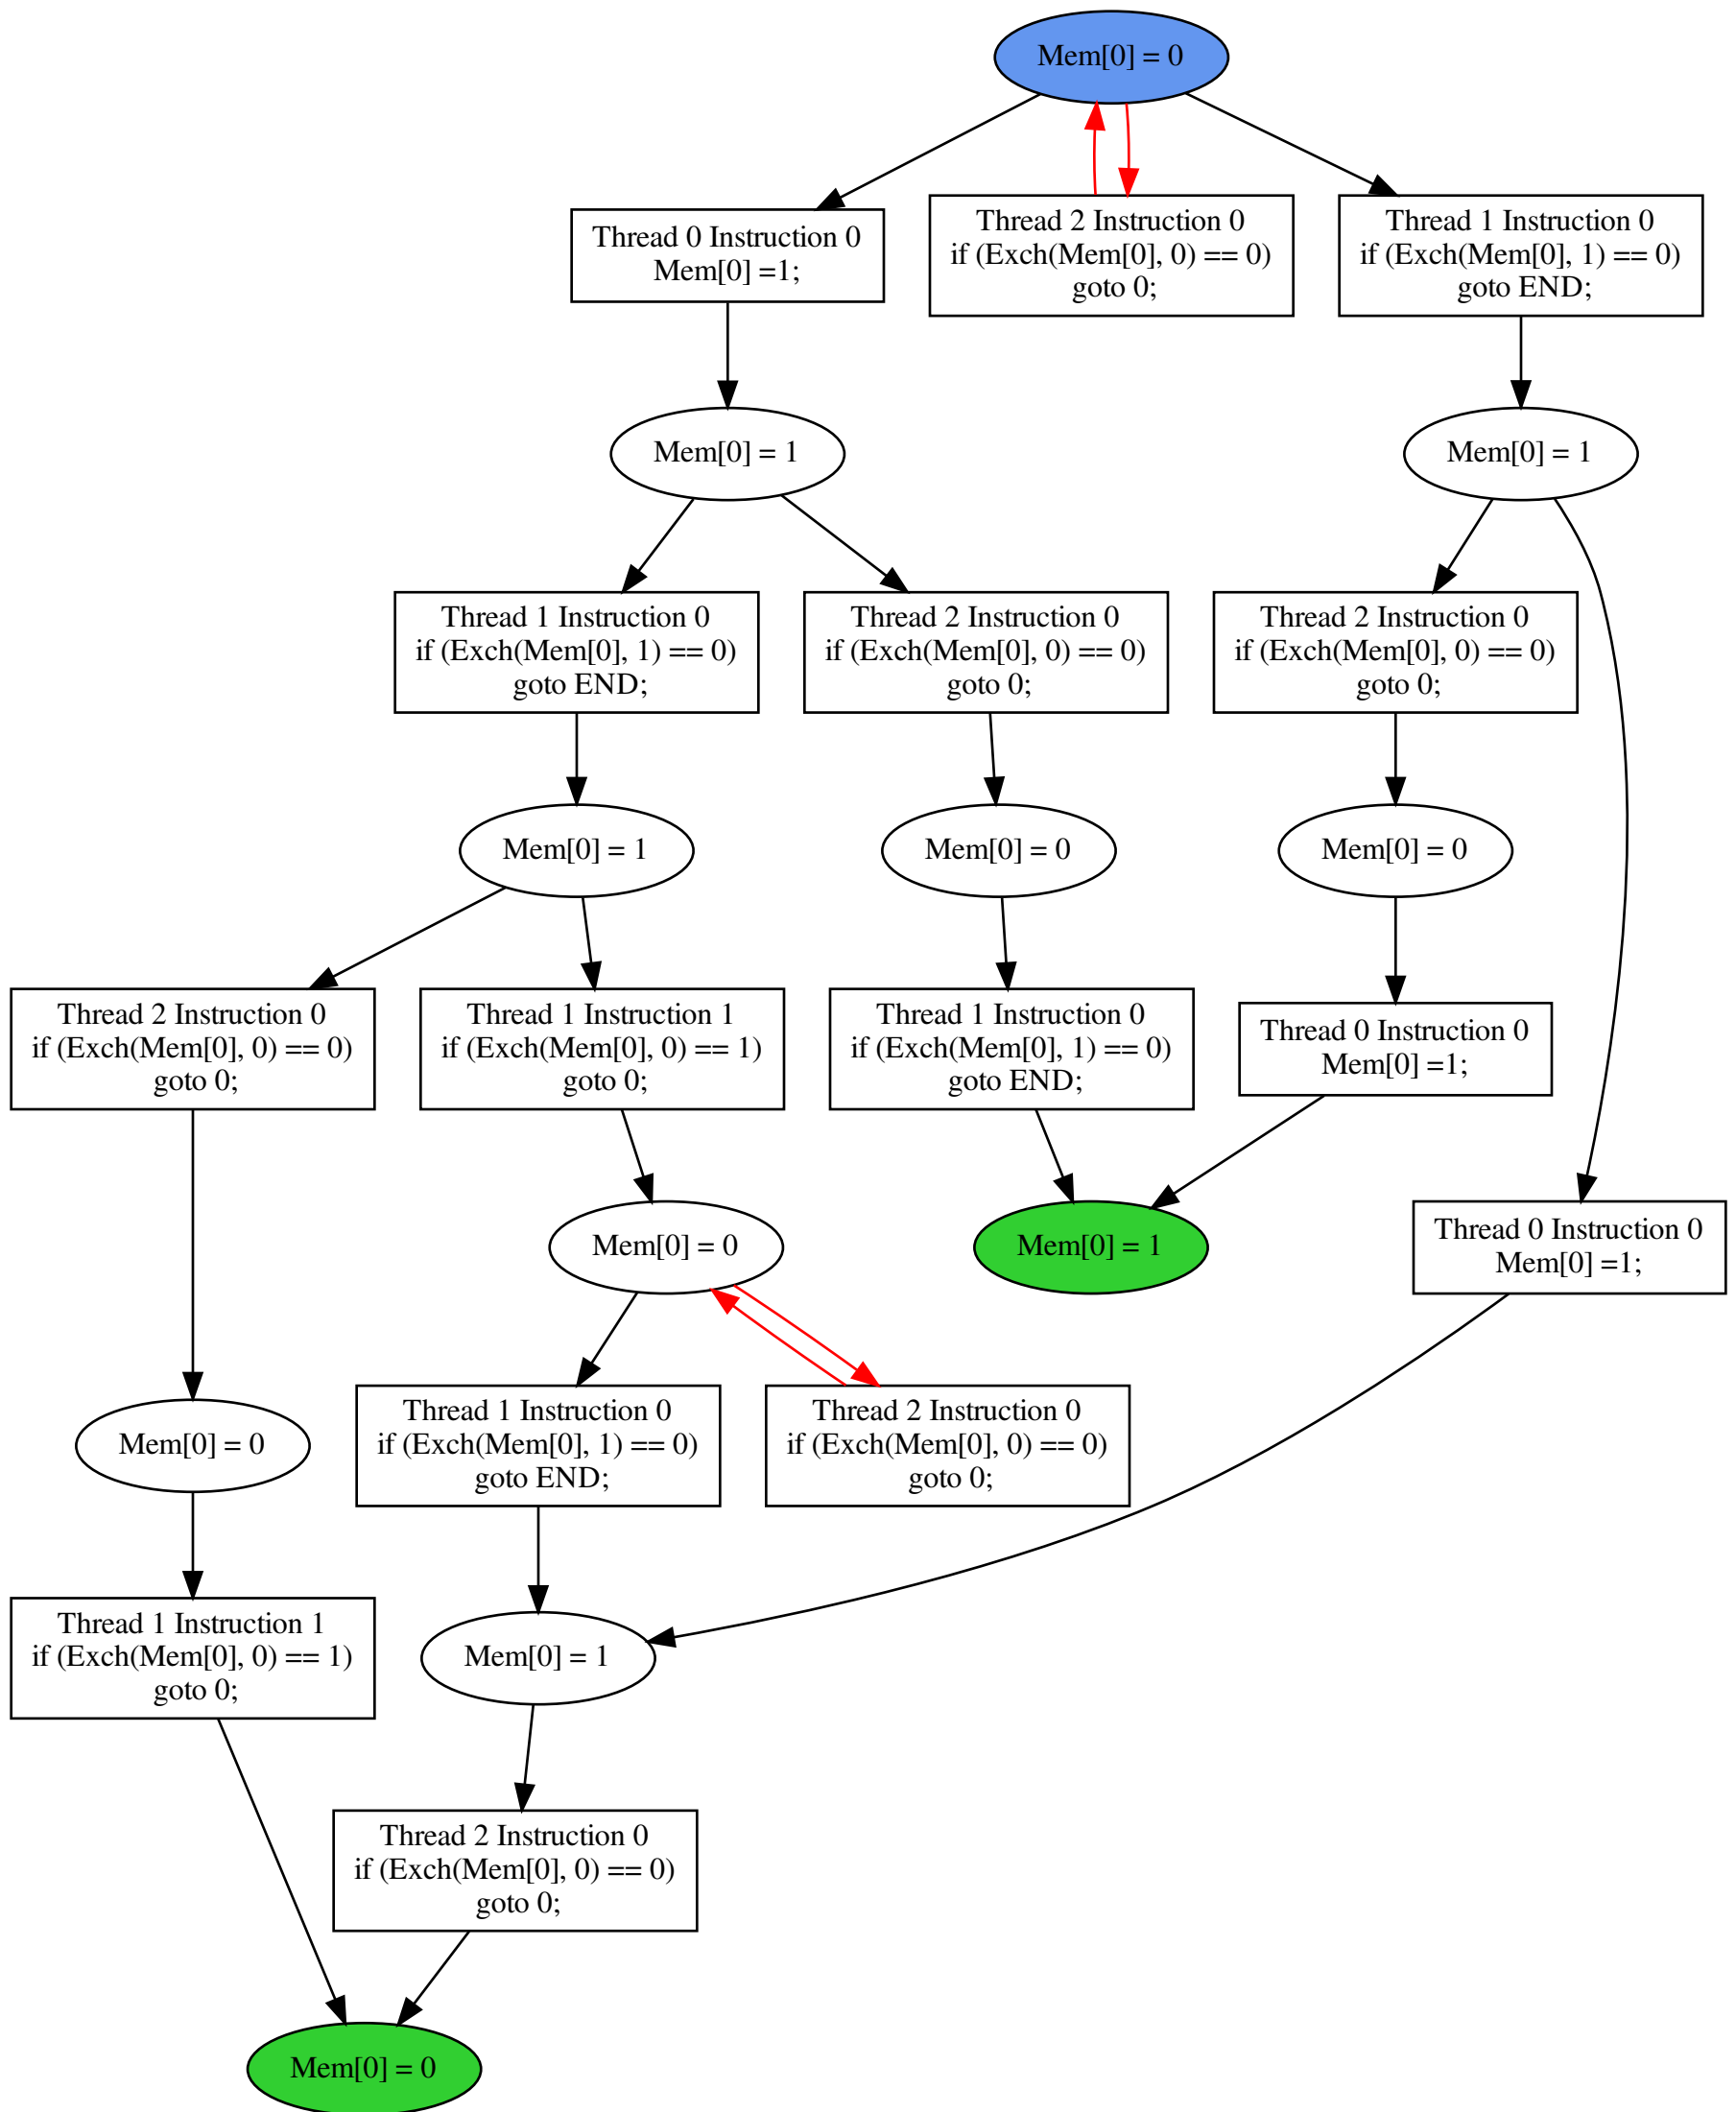 Mem[0] = 0
Thread 0 Instruction 0
Mem[0] =1;
Thread 2 Instruction 0
if (Exch(Mem[0], 0) == 0)
goto 0;
Thread 1 Instruction 0
if (Exch(Mem[0], 1) == 0)
goto END;
Mem[0] = 1
Mem[0] = 1
Thread 1 Instruction 0
if (Exch(Mem[0], 1) == 0)
goto END;
Thread 2 Instruction 0
if (Exch(Mem[0], 0) == 0)
goto 0;
Thread 2 Instruction 0
if (Exch(Mem[0], 0) == 0)
goto 0;
Mem[0] = 1
Mem[0] = 0
Mem[0] = 0
Thread 2 Instruction 0
if (Exch(Mem[0], 0) == 0)
goto 0;
Thread 1 Instruction 1
if (Exch(Mem[0], 0) == 1)
goto 0;
Thread 1 Instruction 0
if (Exch(Mem[0], 1) == 0)
goto END;
Thread 0 Instruction 0
Mem[0] =1;
Mem[0] = 0
Mem[0] = 1
Thread 0 Instruction 0
Mem[0] =1;
Mem[0] = 0
Thread 1 Instruction 0
if (Exch(Mem[0], 1) == 0)
goto END;
Thread 2 Instruction 0
if (Exch(Mem[0], 0) == 0)
goto 0;
Thread 1 Instruction 1
if (Exch(Mem[0], 0) == 1)
goto 0;
Mem[0] = 1
Thread 2 Instruction 0
if (Exch(Mem[0], 0) == 0)
goto 0;
Mem[0] = 0